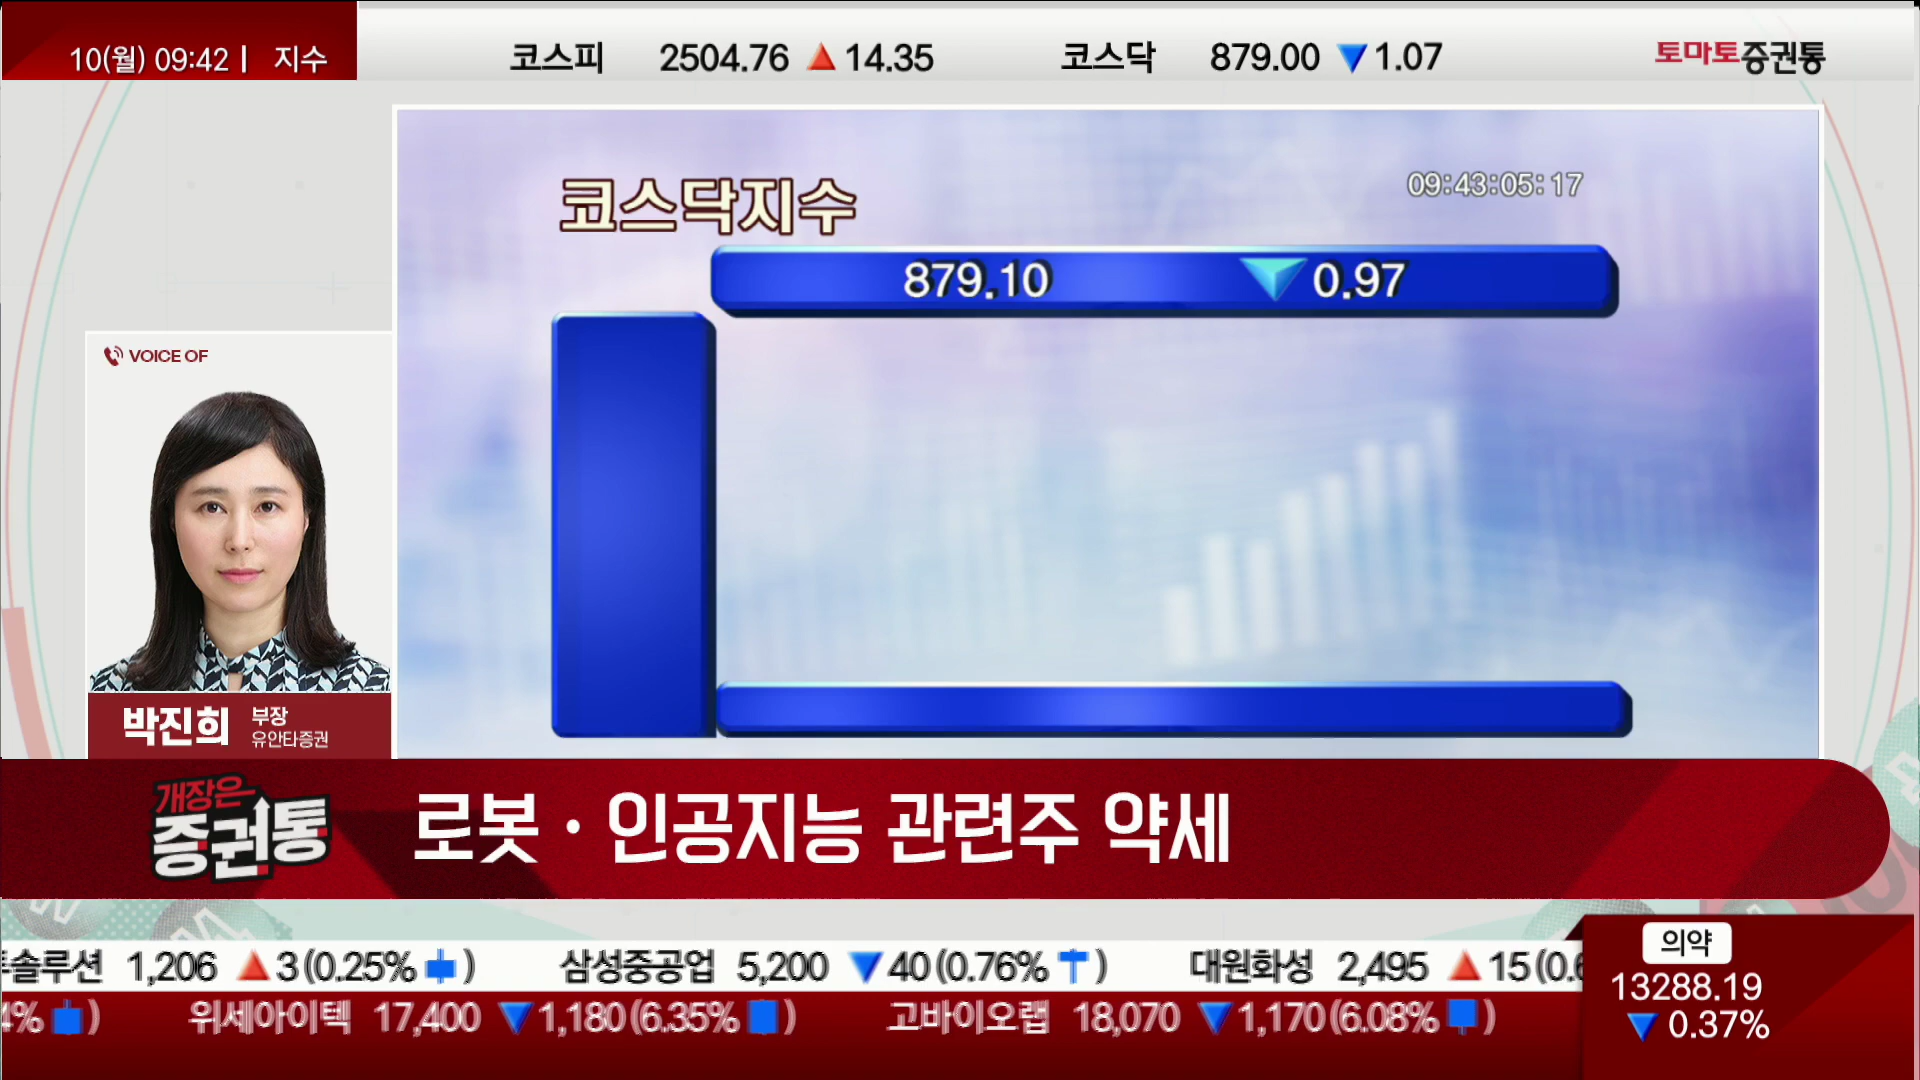 10(월) 09:42 | 지수
코스피 2504.76 ▲ 14.35 코스닥 879.00 ▼ 1.07
토마토증권통
코스닥지수
09:43:05:17
879.10 ▼ 0.97
VOICE OF
박진희 부장
유안타증권
개장은
증권통
로봇·인공지능 관련주 약세
솔루션 1,206 ▲ 3(0.25% ) 삼성중공업 5,200 ▼ 40(0.76% ) 대원화성 2,495 ▲ 15(0.6
4% ) 위세아이텍 17,400 ▼ 1,180(6.35% ) 고바이오랩 18,070 ▼ 1,170(6.08% )
의약
13288.19
▼ 0.37%